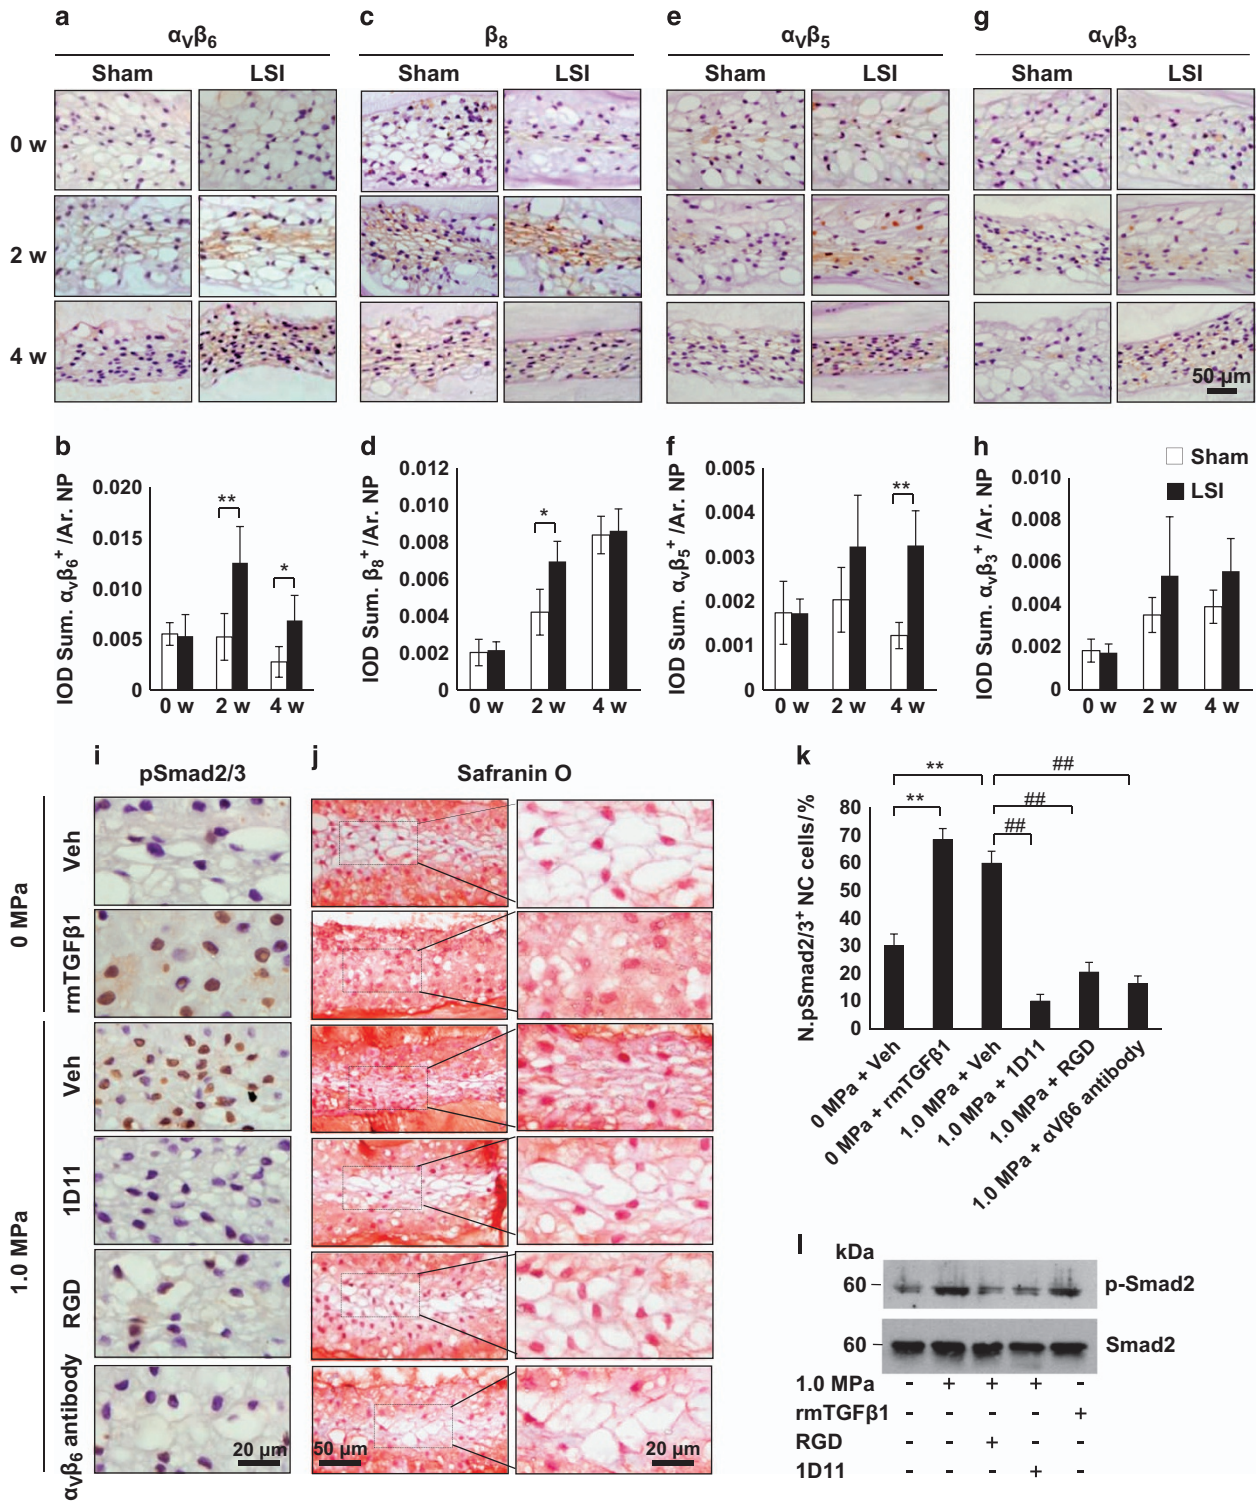 a c e g
αVβ6 β8 αVβ5 αVβ3
Sham LSI Sham LSI Sham LSI Sham LSI
0 w
2 w
4 w
50 μm
b d f h
IOD Sum. αvβ6+/Ar. NP
0.020
0.015
0.010
0.005
0
** *
0 w 2 w 4 w
IOD Sum. β8+/Ar. NP
0.012
0.010
0.008
0.006
0.004
0.002
0
*
0 w 2 w 4 w
IOD Sum. αvβ5+/Ar. NP
0.005
0.004
0.003
0.002
0.001
0
**
0 w 2 w 4 w
IOD Sum. αvβ3+/Ar. NP
0.010
0.008
0.006
0.004
0.002
0
Sham
LSI
0 w 2 w 4 w
i j k
pSmad2/3 Safranin O
0 MPa
Veh
rmTGFβ1
1.0 MPa
Veh
1D11
RGD
αVβ6 antibody
20 μm 50 μm 20 μm
N.pSmad2/3+ NC cells/%
80
70
60
50
40
30
20
10
0
** ##
** ##
##
0 MPa + Veh
0 MPa + rmTGFβ1
1.0 MPa + Veh
1.0 MPa + 1D11
1.0 MPa + RGD
1.0 MPa + αVβ6 antibody
l
kDa
60 p-Smad2
60 Smad2
1.0 MPa - + + + -
rmTGFβ1 - - - - +
RGD - - + - -
1D11 - - - + -